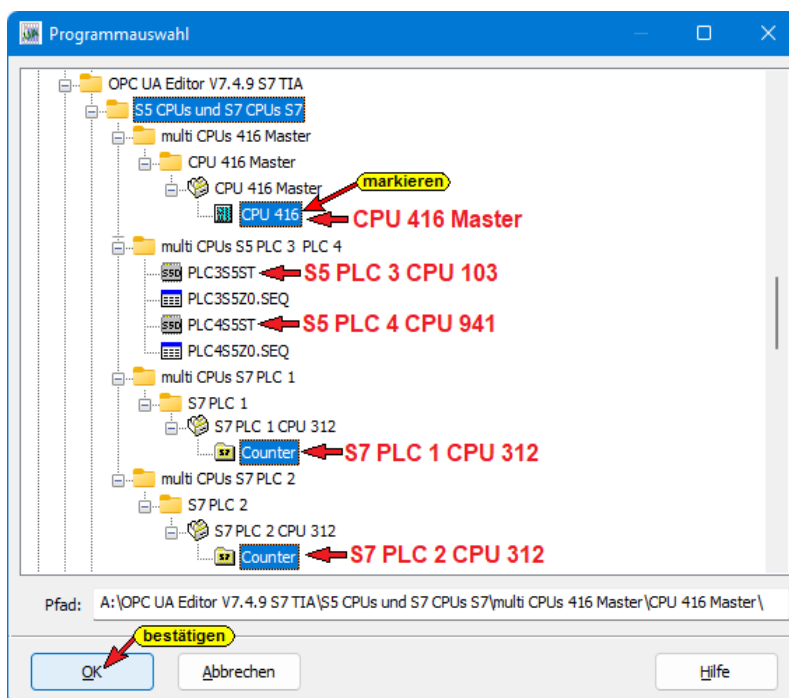 Programmauswahl
OPC UA Editor V7.4.9 S7 TIA
S5 CPUs und S7 CPUs S7
multi CPUs 416 Master
CPU 416 Master
CPU 416 Master
markieren
CPU 416
CPU 416 Master
multi CPUs S5 PLC 3 PLC 4
S5D PLC3S5ST S5 PLC 3 CPU 103
PLC3S5Z0.SEQ
S5D PLC4S5ST S5 PLC 4 CPU 941
PLC4S5Z0.SEQ
multi CPUs S7 PLC 1
S7 PLC 1
S7 PLC 1 CPU 312
S7 Counter S7 PLC 1 CPU 312
multi CPUs S7 PLC 2
S7 PLC 2
S7 PLC 2 CPU 312
S7 Counter S7 PLC 2 CPU 312
Pfad: A:\OPC UA Editor V7.4.9 S7 TIA\S5 CPUs und S7 CPUs S7\multi CPUs 416 Master\CPU 416 Master\
bestätigen
OK Abbrechen Hilfe